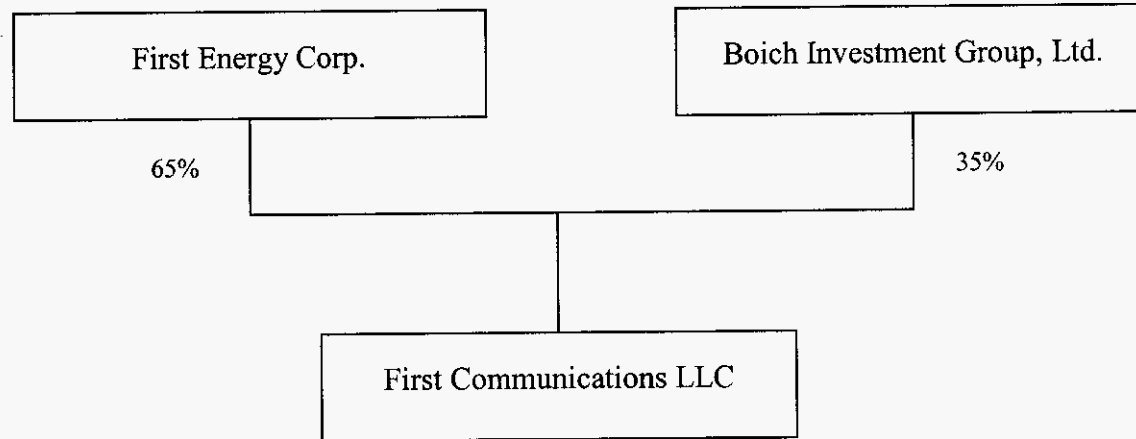 First Energy Corp.
Boich Investment Group, Ltd.
65%
35%
First Communications LLC